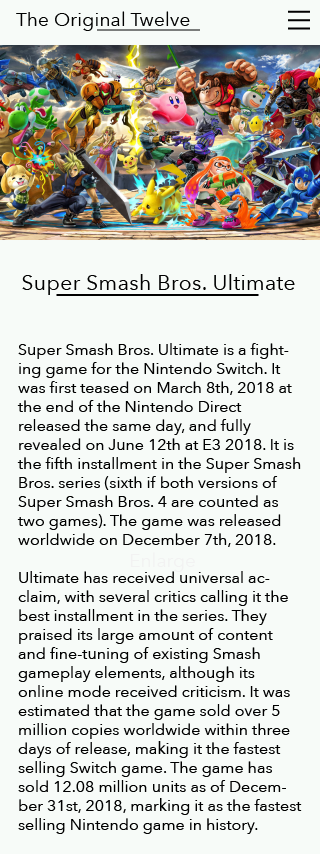 The Original Twelve
Super Smash Bros. Ultimate
Super Smash Bros. Ultimate is a fight-
ing game for the Nintendo Switch. It
was first teased on March 8th, 2018 at
the end of the Nintendo Direct
released the same day, and fully
revealed on June 12th at E3 2018. It is
the fifth installment in the Super Smash
Bros. series (sixth if both versions of
Super Smash Bros. 4 are counted as
two games). The game was released
worldwide on December 7th, 2018.
Enlarge
Ultimate has received universal ac-
claim, with several critics calling it the
best installment in the series. They
praised its large amount of content
and fine-tuning of existing Smash
gameplay elements, although its
online mode received criticism. It was
estimated that the game sold over 5
million copies worldwide within three
days of release, making it the fastest
selling Switch game. The game has
sold 12.08 million units as of Decem-
ber 31st, 2018, marking it as the fastest
selling Nintendo game in history.